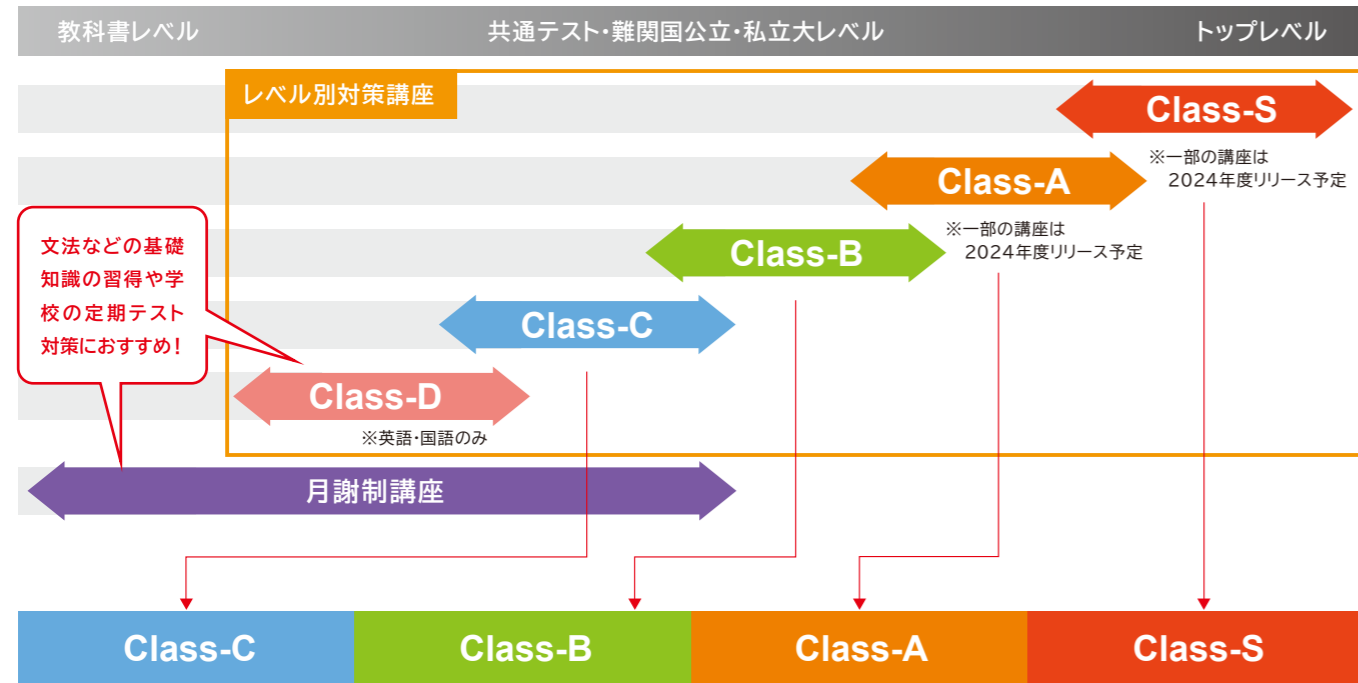 教科書レベル
共通テスト・難関国公立・私立大レベル
トップレベル
レベル別対策講座
Class-S
※一部の講座は
2024年度リリース予定
Class-A
※一部の講座は
2024年度リリース予定
Class-B
Class-C
文法などの基礎
知識の習得や学
校の定期テスト
対策におすすめ!
Class-D
※英語・国語のみ
月謝制講座
Class-C
Class-B
Class-A
Class-S